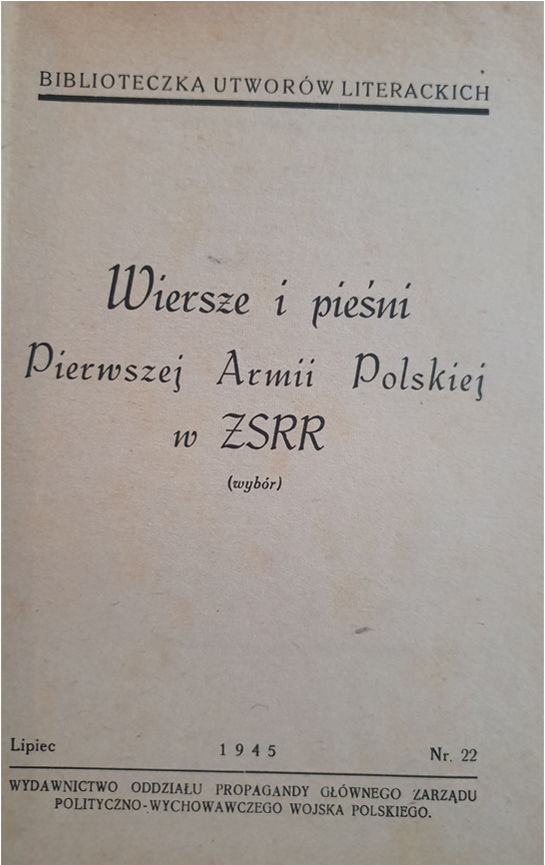 BIBLIOTECZKA UTWORÓW LITERACKICH
Wiersze i pieśni
Pierwszej Armii Polskiej
w ZSRR
(wybór)
Lipiec 1945 Nr. 22
WYDAWNICTWO ODDZIAŁU PROPAGANDY GŁÓWNEGO ZARZĄDU
POLITYCZNO-WYCHOWAWCZEGO WOJSKA POLSKIEGO.